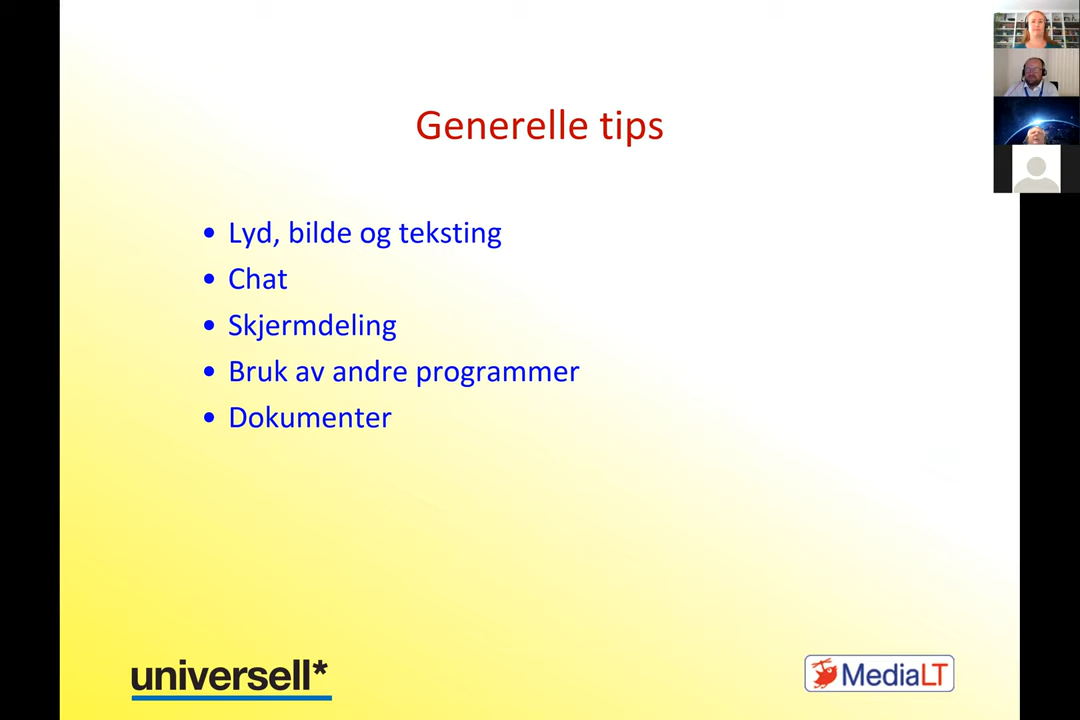 Generelle tips
• Lyd, bilde og teksting
• Chat
• Skjermdeling
• Bruk av andre programmer
• Dokumenter
universell*
MediaLT